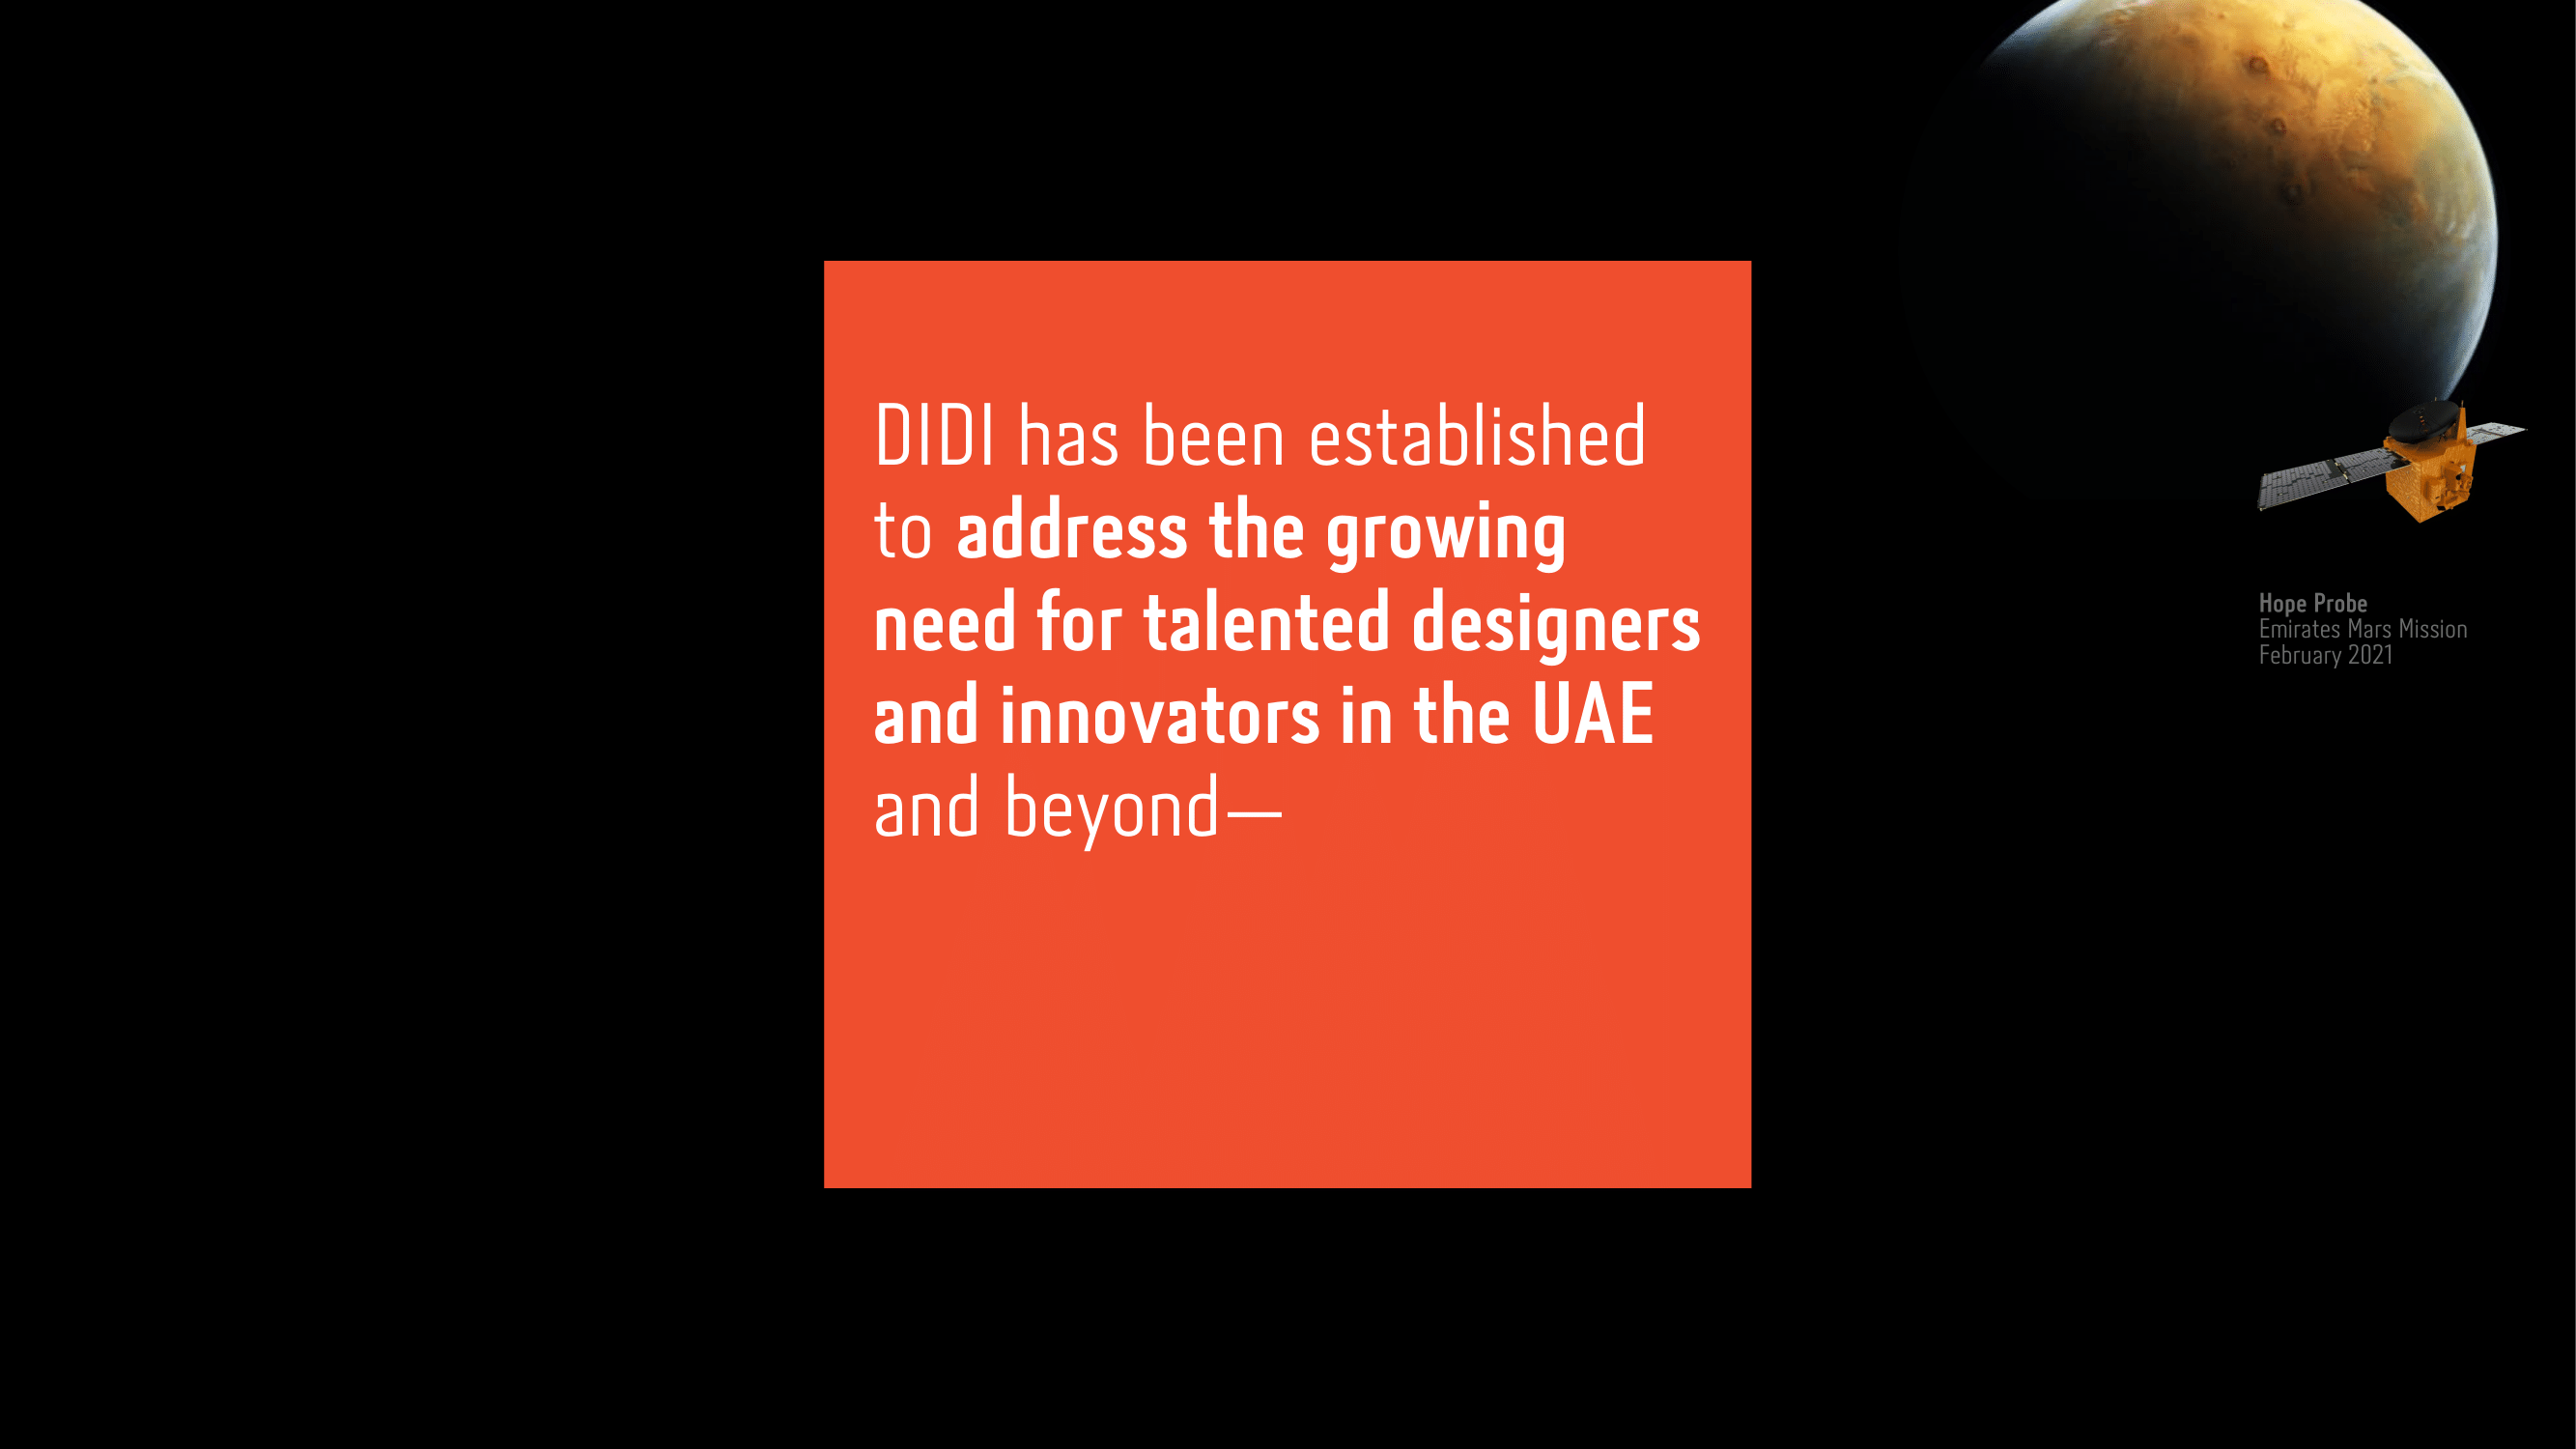 DIDI has been established
to address the growing
need for talented designers
and innovators in the UAE
and beyond—
Hope Probe
Emirates Mars Mission
February 2021